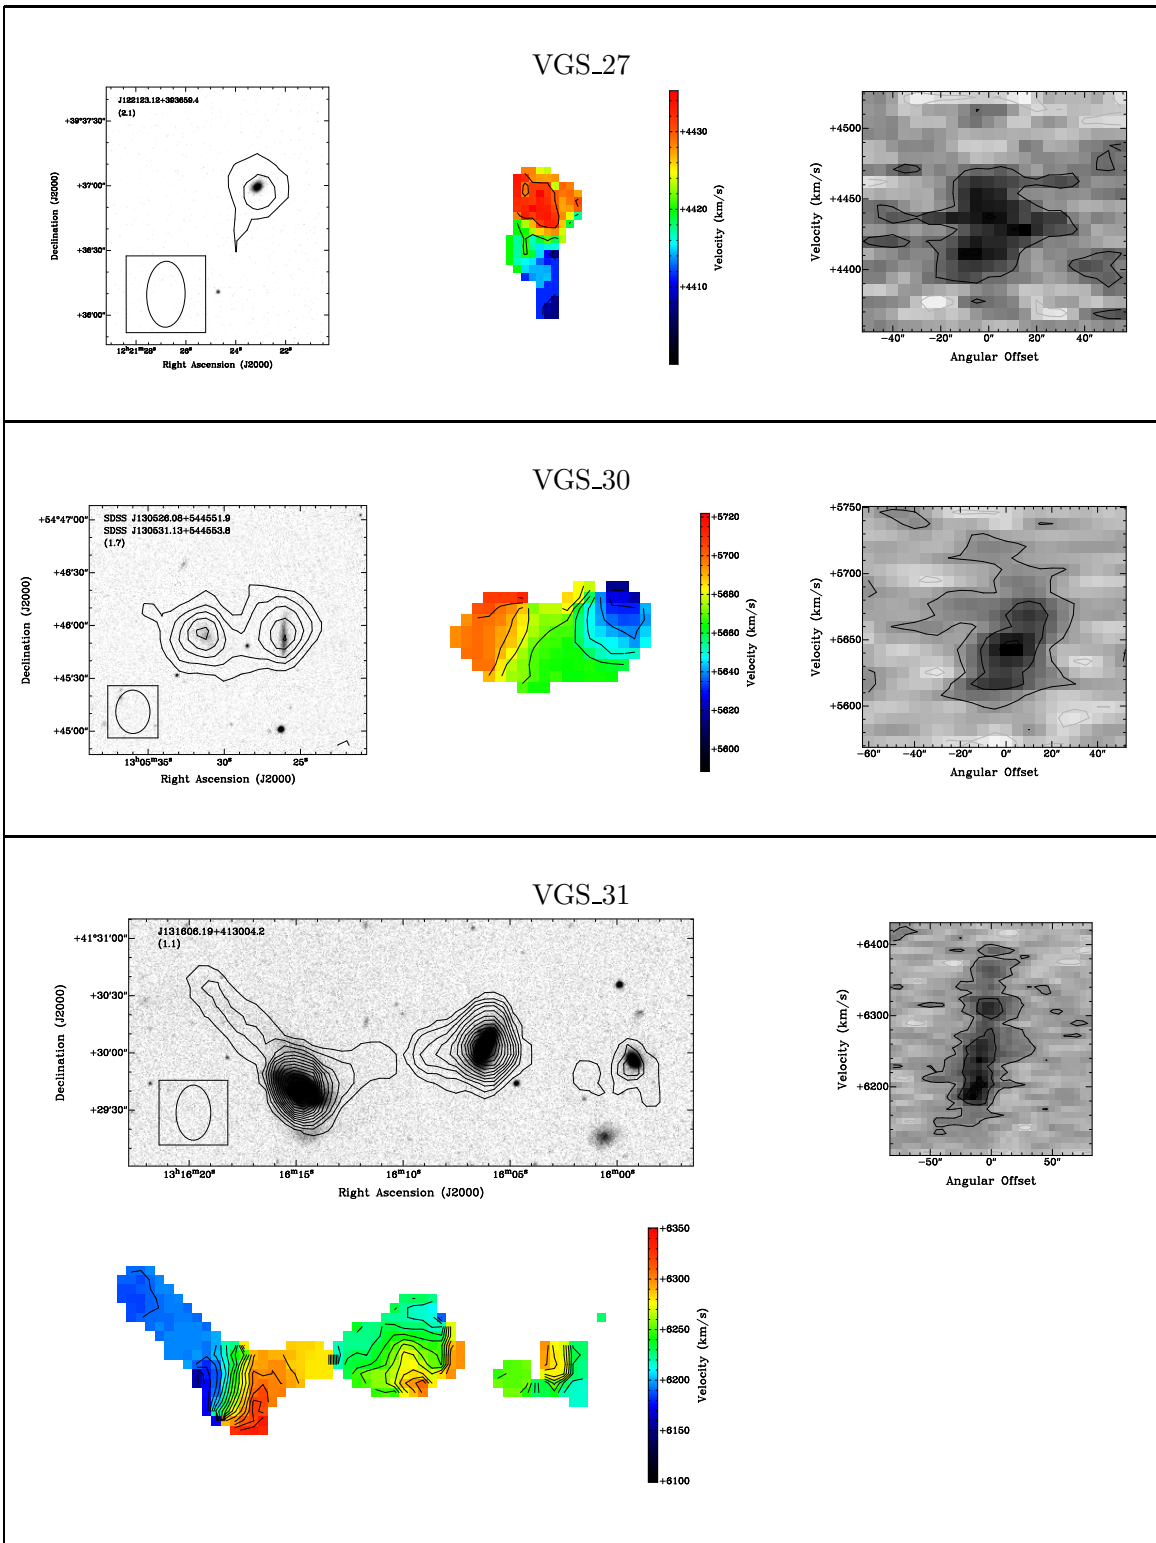 VGS_27
J122123.12+393659.4
(2.1)
+39°37'30"
+37'00"
+36'30"
+36'00"
Declination (J2000)
12ʰ21ᵐ28ˢ 26ˢ 24ˢ 22ˢ
Right Ascension (J2000)
+4430
+4420
+4410
Velocity (km/s)
+4500
+4450
+4400
Velocity (km/s)
−40" −20" 0" 20" 40"
Angular Offset
VGS_30
SDSS J130526.08+544551.9
SDSS J130531.13+544553.8
(1.7)
+54°47'00"
+46'30"
+46'00"
+45'30"
+45'00"
Declination (J2000)
13ʰ05ᵐ35ˢ 30ˢ 25ˢ
Right Ascension (J2000)
+5720
+5700
+5680
+5660
+5640
+5620
+5600
Velocity (km/s)
+5750
+5700
+5650
+5600
Velocity (km/s)
−60" −40" −20" 0" 20" 40"
Angular Offset
VGS_31
J131606.19+413004.2
(1.1)
+41°31'00"
+30'30"
+30'00"
+29'30"
Declination (J2000)
13ʰ16ᵐ20ˢ 16ᵐ15ˢ 16ᵐ10ˢ 16ᵐ05ˢ 16ᵐ00ˢ
Right Ascension (J2000)
+6400
+6300
+6200
Velocity (km/s)
−50" 0" 50"
Angular Offset
+6350
+6300
+6250
+6200
+6150
+6100
Velocity (km/s)